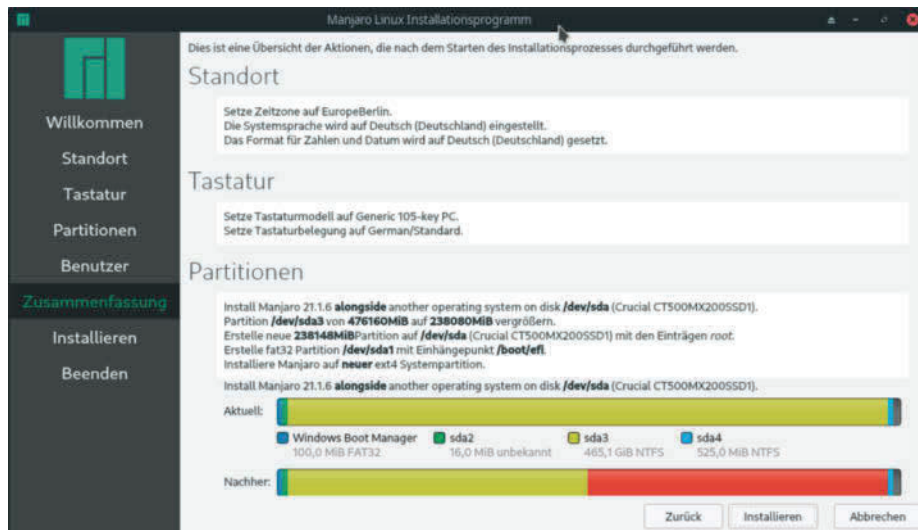 Manjaro Linux Installationsprogramm
Dies ist eine Übersicht der Aktionen, die nach dem Starten des Installationsprozesses durchgeführt werden.
Willkommen
Standort
Tastatur
Partitionen
Benutzer
Zusammenfassung
Installieren
Beenden
Standort
Setze Zeitzone auf EuropeBerlin.
Die Systemsprache wird auf Deutsch (Deutschland) eingestellt.
Das Format für Zahlen und Datum wird auf Deutsch (Deutschland) gesetzt.
Tastatur
Setze Tastaturmodell auf Generic 105-key PC.
Setze Tastaturbelegung auf German/Standard.
Partitionen
Install Manjaro 21.1.6 alongside another operating system on disk /dev/sda (Crucial CT500MX200SSD1).
Partition /dev/sda3 von 476160MiB auf 238080MiB vergrößern.
Erstelle neue 238148MiBPartition auf /dev/sda (Crucial CT500MX200SSD1) mit den Einträgen root.
Erstelle fat32 Partition /dev/sda1 mit Einhängepunkt /boot/efi.
Installiere Manjaro auf neuer ext4 Systempartition.
Install Manjaro 21.1.6 alongside another operating system on disk /dev/sda (Crucial CT500MX200SSD1).
Aktuell:
Windows Boot Manager sda2 sda3 sda4
100,0 MiB FAT32 16,0 MiB unbekannt 465,1 GiB NTFS 525,0 MiB NTFS
Nachher:
Zurück Installieren Abbrechen